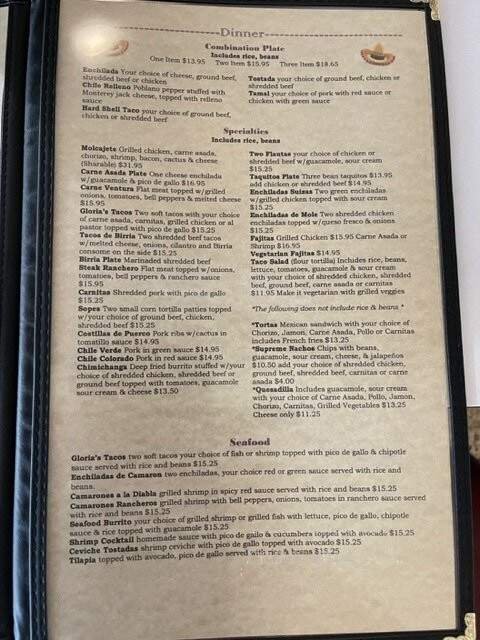 Dinner
Combination Plate
Includes rice, beans
One Item $13.95 Two Item $15.95 Three Item $18.65
Enchilada Your choice of cheese, ground beef,
shredded beef or chicken
Chile Relleno Poblano pepper stuffed with
Monterey jack cheese, topped with relleno
sauce
Hard Shell Taco your choice of ground beef,
chicken or shredded beef
Tostada your choice of ground beef, chicken or
shredded beef
Tamal your choice of pork with red sauce or
chicken with green sauce
Specialties
Includes rice, beans
Molcajete Grilled chicken, carne asada,
chorizo, shrimp, bacon, cactus & cheese
(Sharable) $31.95
Carne Asada Plate One cheese enchilada
w/guacamole & pico de gallo $16.95
Carne Ventura Flat meat topped w/grilled
onions, tomatoes, bell peppers & melted cheese
$15.95
Gloria's Tacos Two soft tacos with your choice
of carne asada, carnitas, grilled chicken or al
pastor topped with pico de gallo $15.25
Tacos de Birria Two shredded beef tacos
w/melted cheese, onions, cilantro and Birria
consome on the side $15.25
Birria Plate Marinaded shredded beef
Steak Ranchero Flat meat topped w/onions,
tomatoes, bell peppers & ranchero sauce
$15.95
Carnitas Shredded pork with pico de gallo
$15.25
Sopes Two small corn tortilla patties topped
w/your choice of ground beef, chicken,
shredded beef $15.25
Costillas de Puerco Pork ribs w/cactus in
tomatillo sauce $14.95
Chile Verde Pork in green sauce $14.95
Chile Colorado Pork in red sauce $14.95
Chimichanga Deep fried burrito stuffed w/your
choice of shredded chicken, shredded beef or
ground beef topped with tomatoes, guacamole
sour cream & cheese $13.50
Two Flautas your choice of chicken or
shredded beef w/guacamole, sour cream
$15.25
Taquitos Plate Three bean taquitos $13.95
add chicken or shredded beef $14.95
Enchiladas Suizas Two green enchiladas
w/grilled chicken topped with sour cream
$15.25
Enchiladas de Mole Two shredded chicken
enchiladas topped w/queso fresco & onions
$15.25
Fajitas Grilled Chicken $15.95 Carne Asada or
Shrimp $16.95
Vegetarian Fajitas $14.95
Taco Salad (flour tortilla) Includes rice, beans,
lettuce, tomatoes, guacamole & sour cream
with your choice of shredded chicken, shredded
beef, ground beef, carne asada or carnitas
$11.95 Make it vegetarian with grilled veggies
*The following does not include rice & beans *
*Tortas Mexican sandwich with your choice of
Chorizo, Jamon, Carne Asada, Pollo or Carnitas
includes French fries $13.25
*Supreme Nachos Chips with beans,
guacamole, sour cream, cheese, & jalapeños
$10.50 add your choice of shredded chicken,
ground beef, shredded beef, carnitas or carne
asada $4.00
*Quesadilla Includes guacamole, sour cream
with your choice of Carne Asada, Pollo, Jamon,
Chorizo, Carnitas, Grilled Vegetables $13.25
Cheese only $11.25
Seafood
Gloria's Tacos two soft tacos your choice of fish or shrimp topped with pico de gallo & chipotle
sauce served with rice and beans $15.25
Enchiladas de Camaron two enchiladas, your choice red or green sauce served with rice and
beans.
Camarones a la Diabla grilled shrimp in spicy red sauce served with rice and beans $15.25
Camarones Rancheros grilled shrimp with bell peppers, onions, tomatoes in ranchero sauce served
with rice and beans $15.25
Seafood Burrito your choice of grilled shrimp or grilled fish with lettuce, pico de gallo, chipotle
sauce & rice topped with guacamole $15.25
Shrimp Cocktail homemade sauce with pico de gallo & cucumbers topped with avocado $15.25
Ceviche Tostadas shrimp ceviche with pico de gallo topped with avocado $15.25
Tilapia topped with avocado, pico de gallo served with rice & beans $15.25